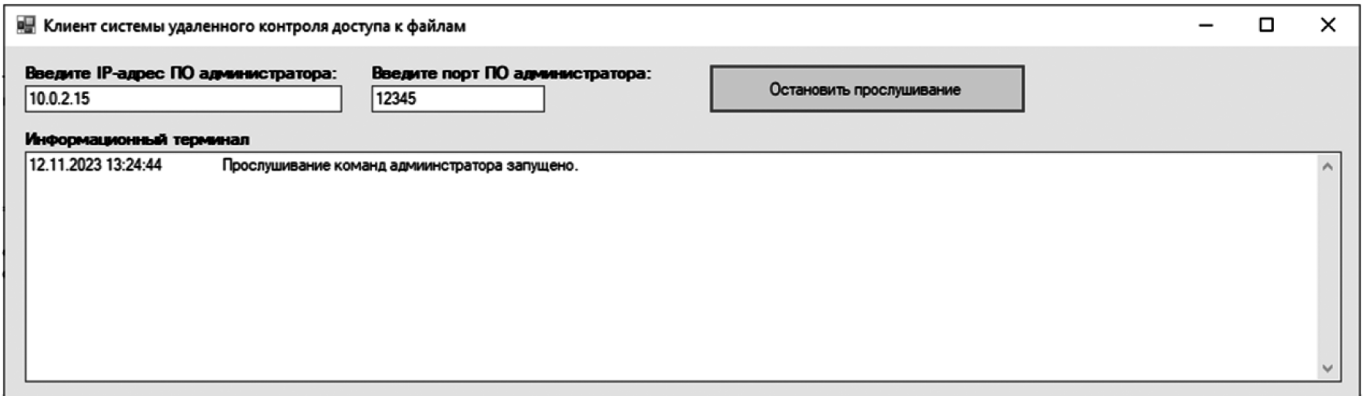 Клиент системы удаленного контроля доступа к файлам
Введите IP-адрес ПО администратора: Введите порт ПО администратора:
10.0.2.15 12345 Остановить прослушивание
Информационный терминал
12.11.2023 13:24:44 Прослушивание команд адмиинстратора запущено.